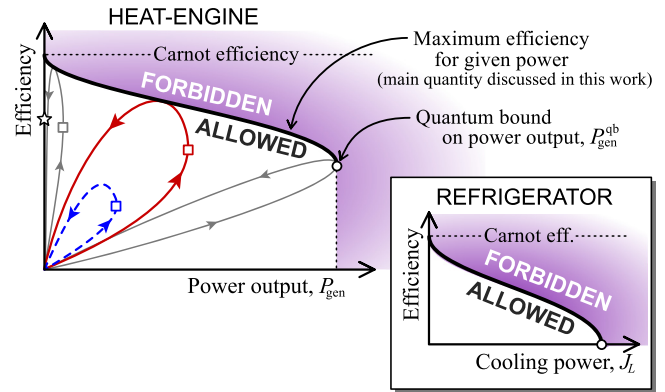 HEAT-ENGINE
Efficiency
Carnot efficiency
FORBIDDEN
ALLOWED
Maximum efficiency
for given power
(main quantity discussed in this work)
Quantum bound
on power output, P_gen^qb
Power output, P_gen
REFRIGERATOR
Efficiency
Carnot eff.
FORBIDDEN
ALLOWED
Cooling power, J_L